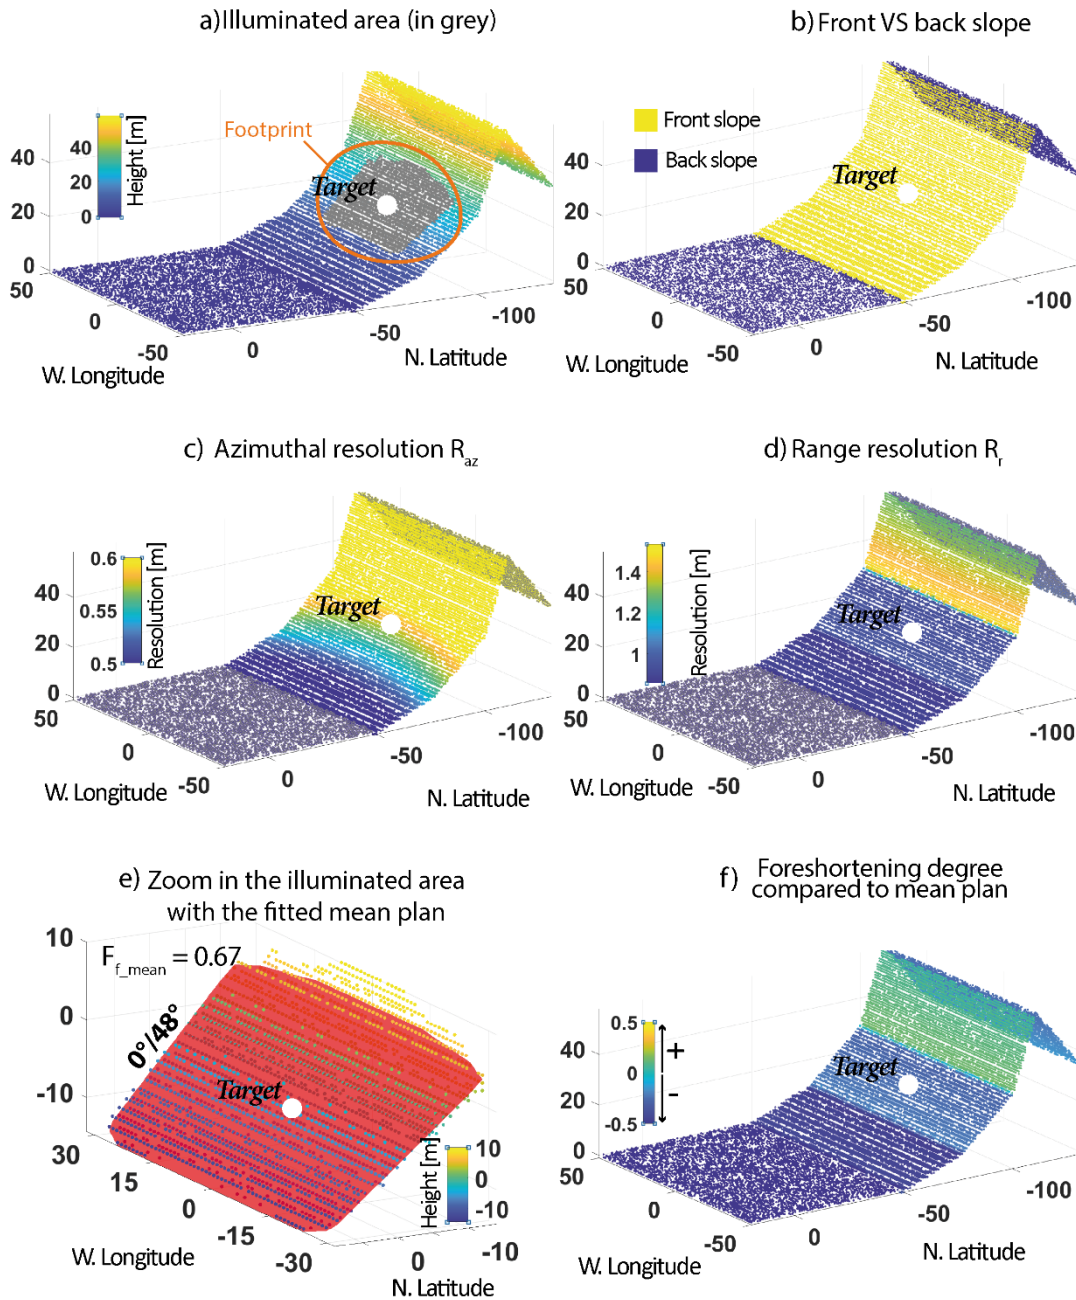 a)Illuminated area (in grey)
Height [m]
40
20
0
Footprint
Target
40
20
0
50
0
-50
W. Longitude
0
-50
-100
N. Latitude
b) Front VS back slope
Front slope
Back slope
Target
40
20
0
50
0
-50
W. Longitude
0
-50
-100
N. Latitude
c) Azimuthal resolution Raz
0.6
0.55
0.5
Resolution [m]
Target
40
20
0
50
0
-50
W. Longitude
0
-50
-100
N. Latitude
d) Range resolution Rr
1.4
1.2
1
Resolution [m]
Target
40
20
0
50
0
-50
W. Longitude
0
-50
-100
N. Latitude
e) Zoom in the illuminated area
with the fitted mean plan
Ff_mean = 0.67
0°/48°
Target
10
0
-10
30
15
0
-15
-30
W. Longitude
0
-10
N. Latitude
Height [m]
10
0
-10
f) Foreshortening degree
compared to mean plan
0.5
0
-0.5
+
-
Target
40
20
0
50
0
-50
W. Longitude
0
-50
-100
N. Latitude